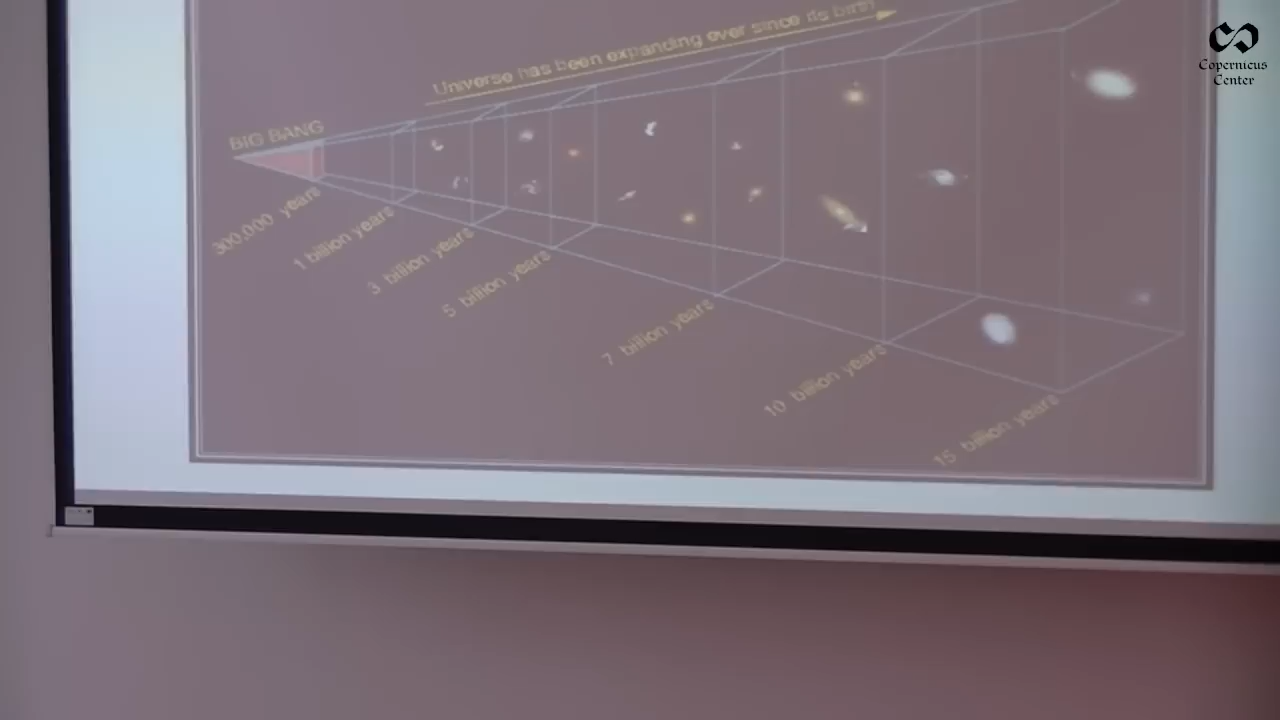 Copernicus
Center
Universe has been expanding ever since its birth
BIG BANG
300,000 years
1 billion years
3 billion years
5 billion years
7 billion years
10 billion years
15 billion years